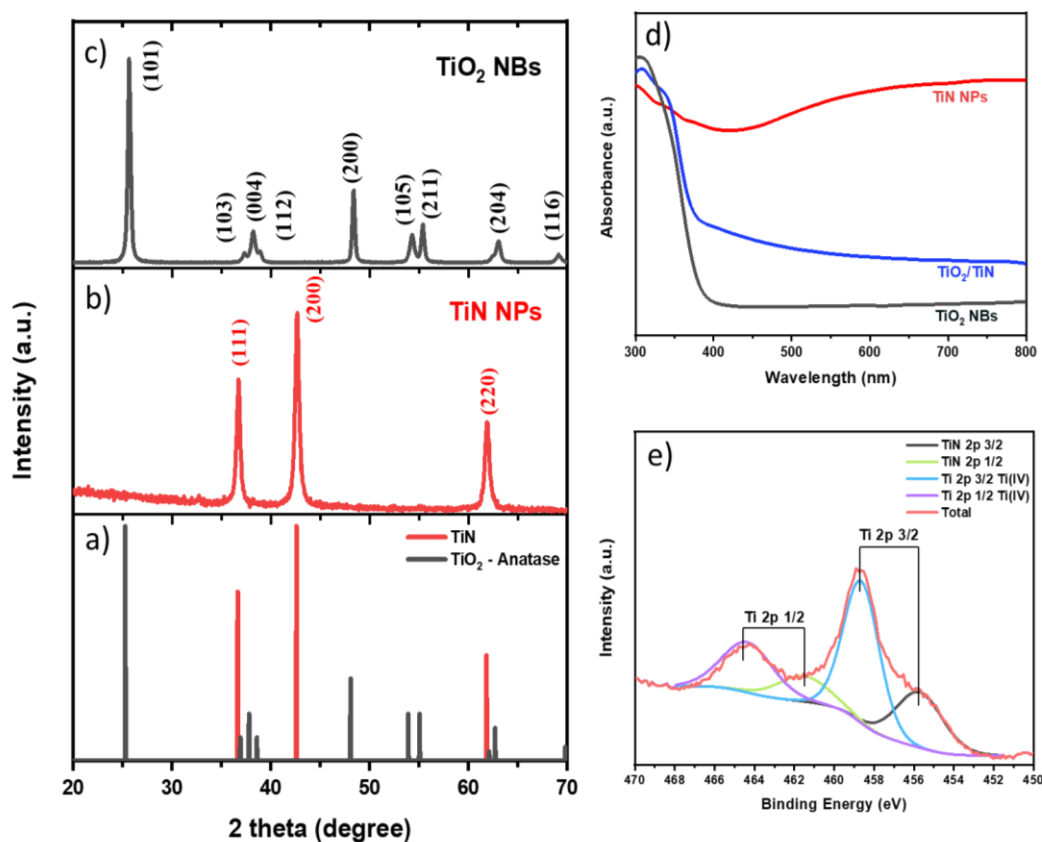 c)
TiO₂ NBs
(101)
(103)
(004)
(112)
(200)
(105)
(211)
(204)
(116)
b)
TiN NPs
(111)
(200)
(220)
a)
TiN
TiO₂ - Anatase
20 30 40 50 60 70
2 theta (degree)
Intensity (a.u.)
d)
TiN NPs
TiO₂/TiN
TiO₂ NBs
300 400 500 600 700 800
Wavelength (nm)
Absorbance (a.u.)
e)
TiN 2p 3/2
TiN 2p 1/2
Ti 2p 3/2 Ti(IV)
Ti 2p 1/2 Ti(IV)
Total
Ti 2p 3/2
Ti 2p 1/2
470 468 466 464 462 460 458 456 454 452 450
Binding Energy (eV)
Intensity (a.u.)